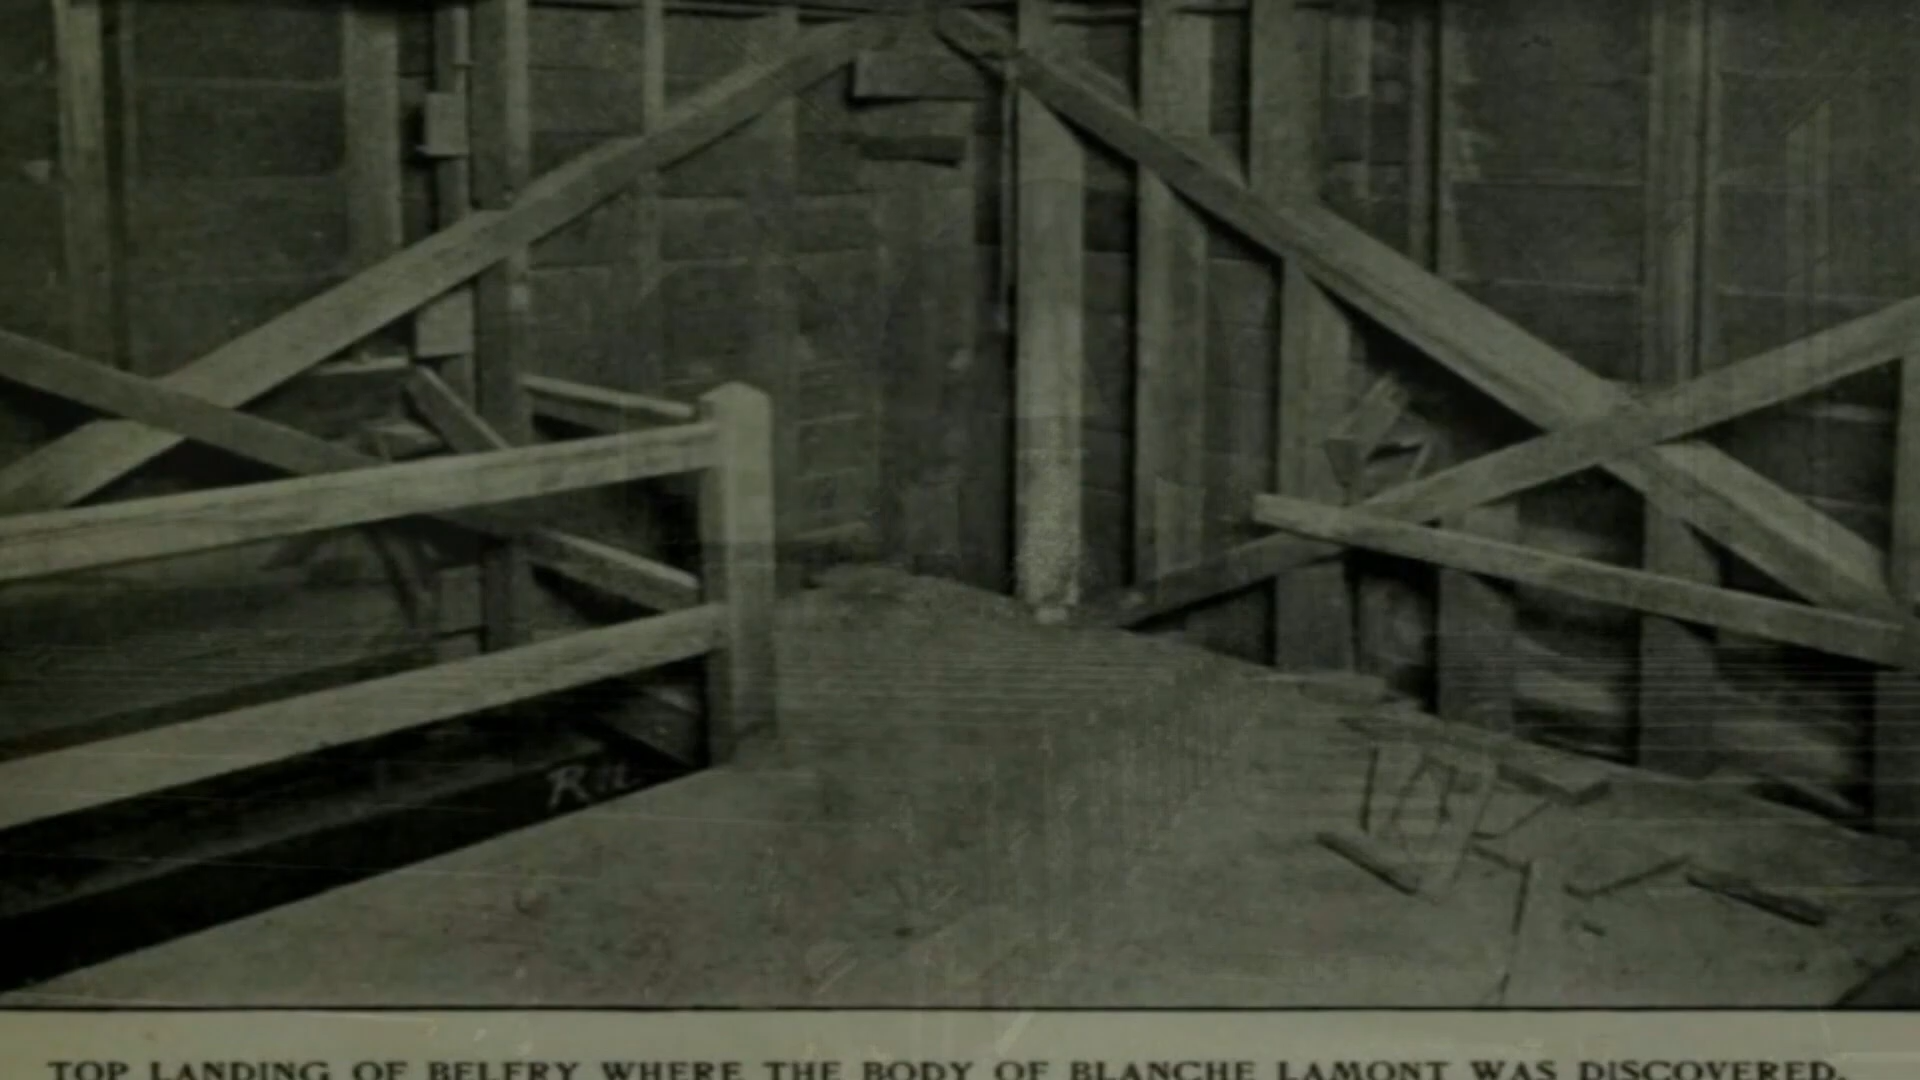 TOP LANDING OF BELFRY WHERE THE BODY OF BLANCHE LAMONT WAS DISCOVERED.